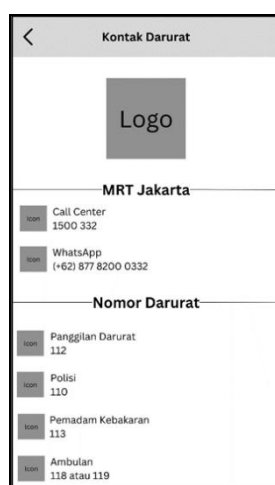 Kontak Darurat
Logo
MRT Jakarta
Icon
Call Center
1500 332
Icon
WhatsApp
(+62) 877 8200 0332
Nomor Darurat
Icon
Panggilan Darurat
112
Icon
Polisi
110
Icon
Pemadam Kebakaran
113
Icon
Ambulan
118 atau 119